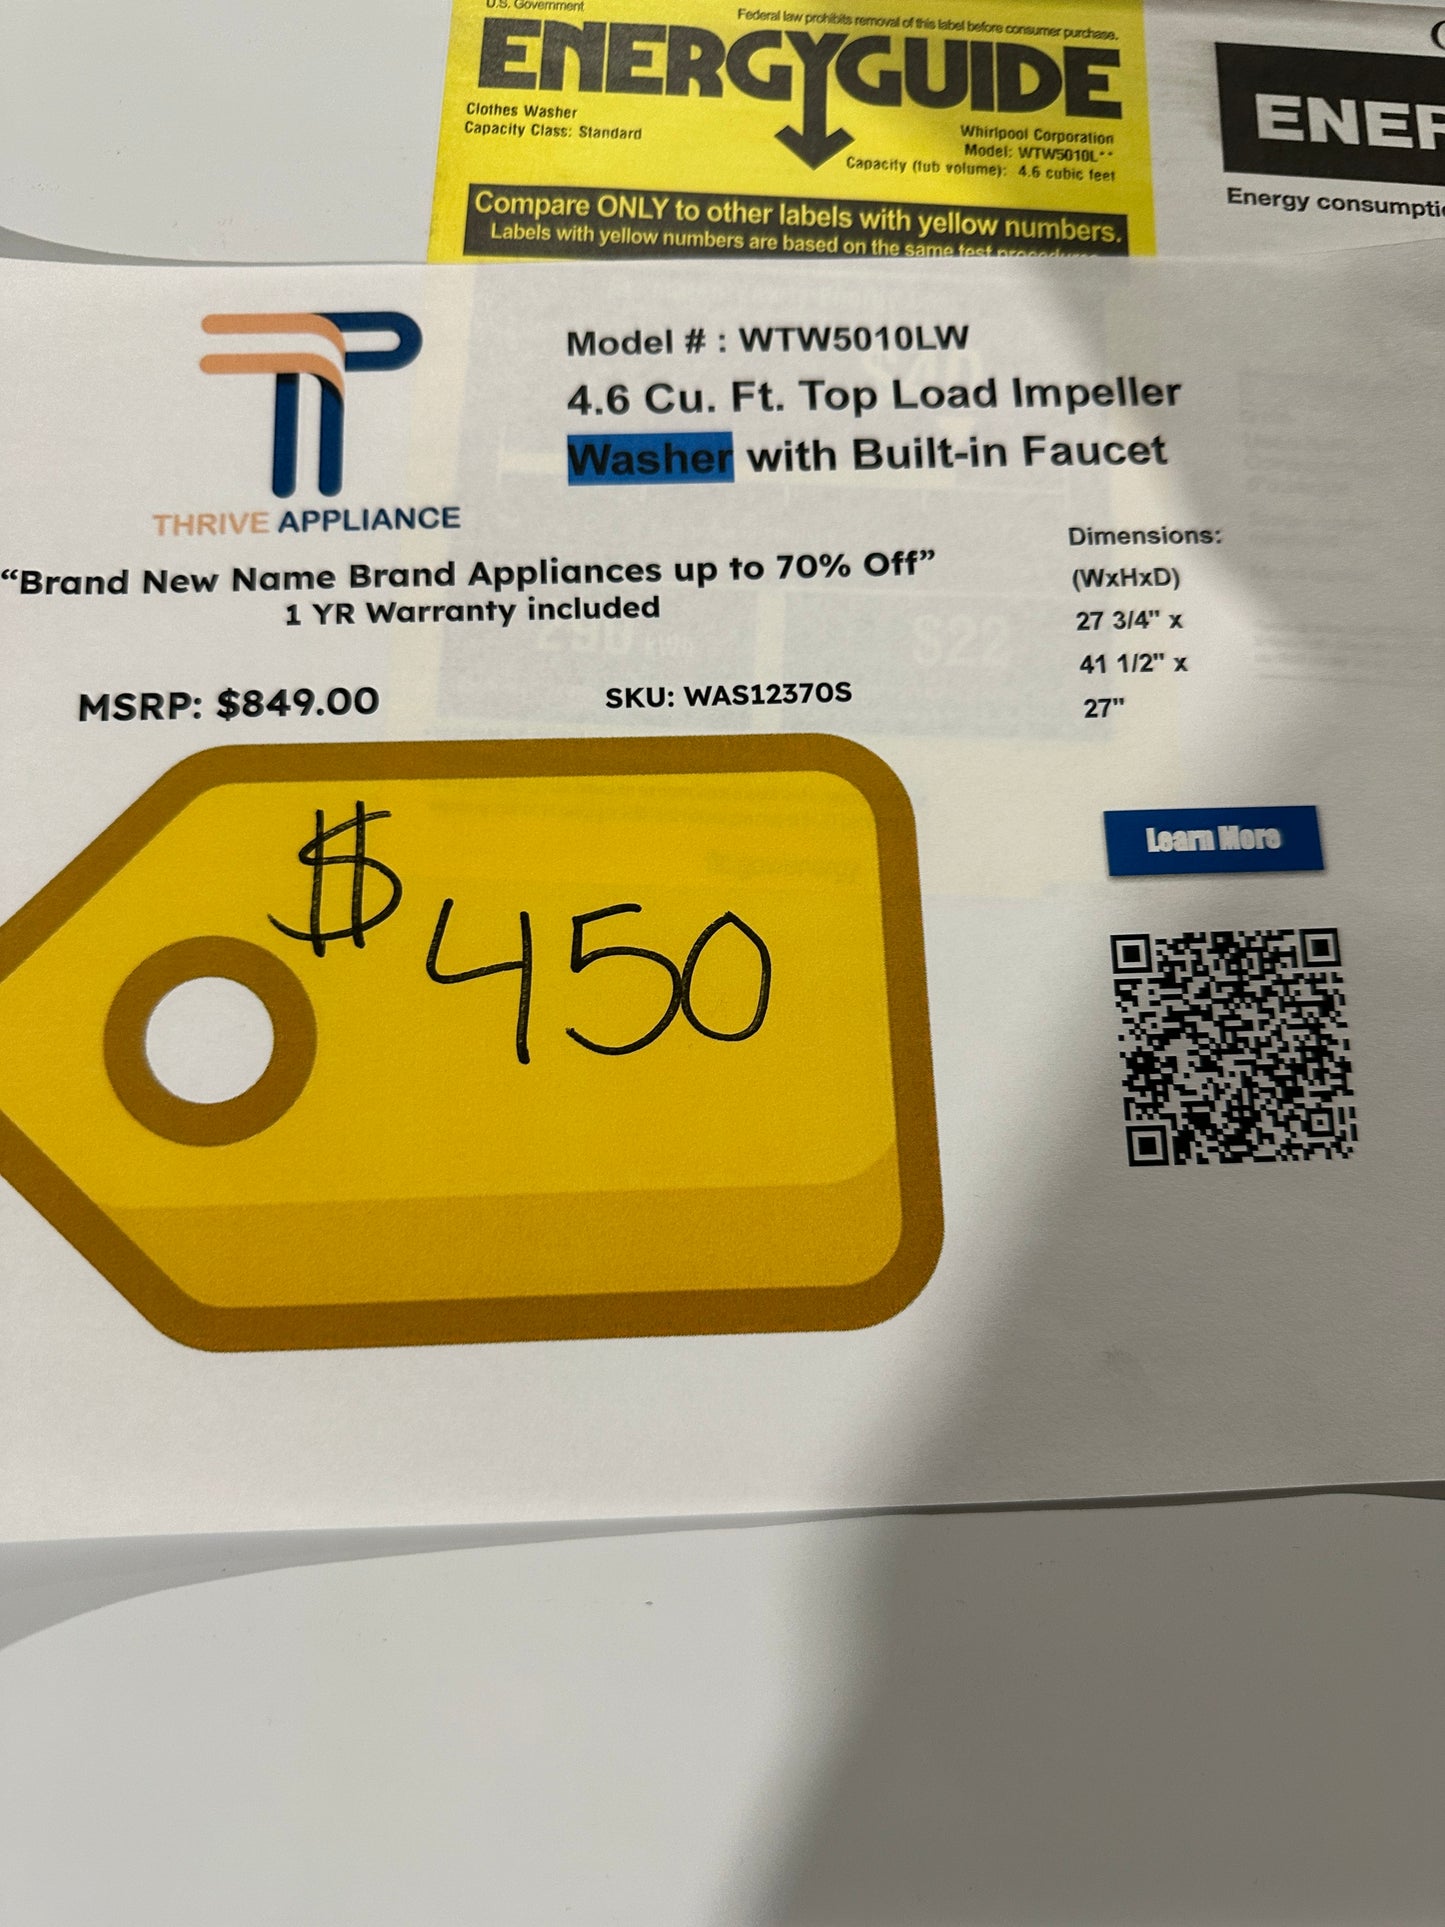 U.S. Government
Federal law prohibits removal of this label before consumer purchase.
ENERGYGUIDE
Clothes Washer
Capacity Class: Standard
Whirlpool Corporation
Model: WTW5010L**
Capacity (tub volume): 4.6 cubic feet
Compare ONLY to other labels with yellow numbers.
Labels with yellow numbers are based on the same test
Energy
THRIVE APPLIANCE
Model # : WTW5010LW
4.6 Cu. Ft. Top Load Impeller
Washer with Built-in Faucet
“Brand New Name Brand Appliances up to 70% Off”
1 YR Warranty included
Dimensions:
(WxHxD)
27 3/4" x
41 1/2" x
27"
MSRP: $849.00
SKU: WAS12370S
$22
$450
Learn More